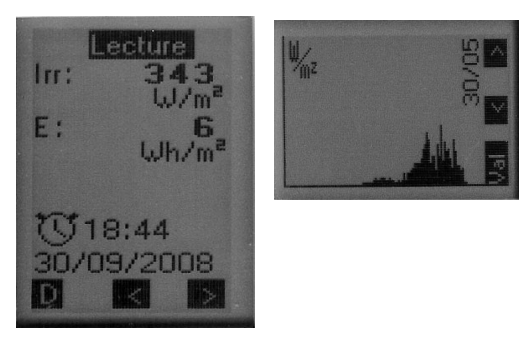 Lecture
Irr: 343
W/m²
E: 6
Wh/m²
18:44
30/09/2008
D < >
W/m²
30/05
Val